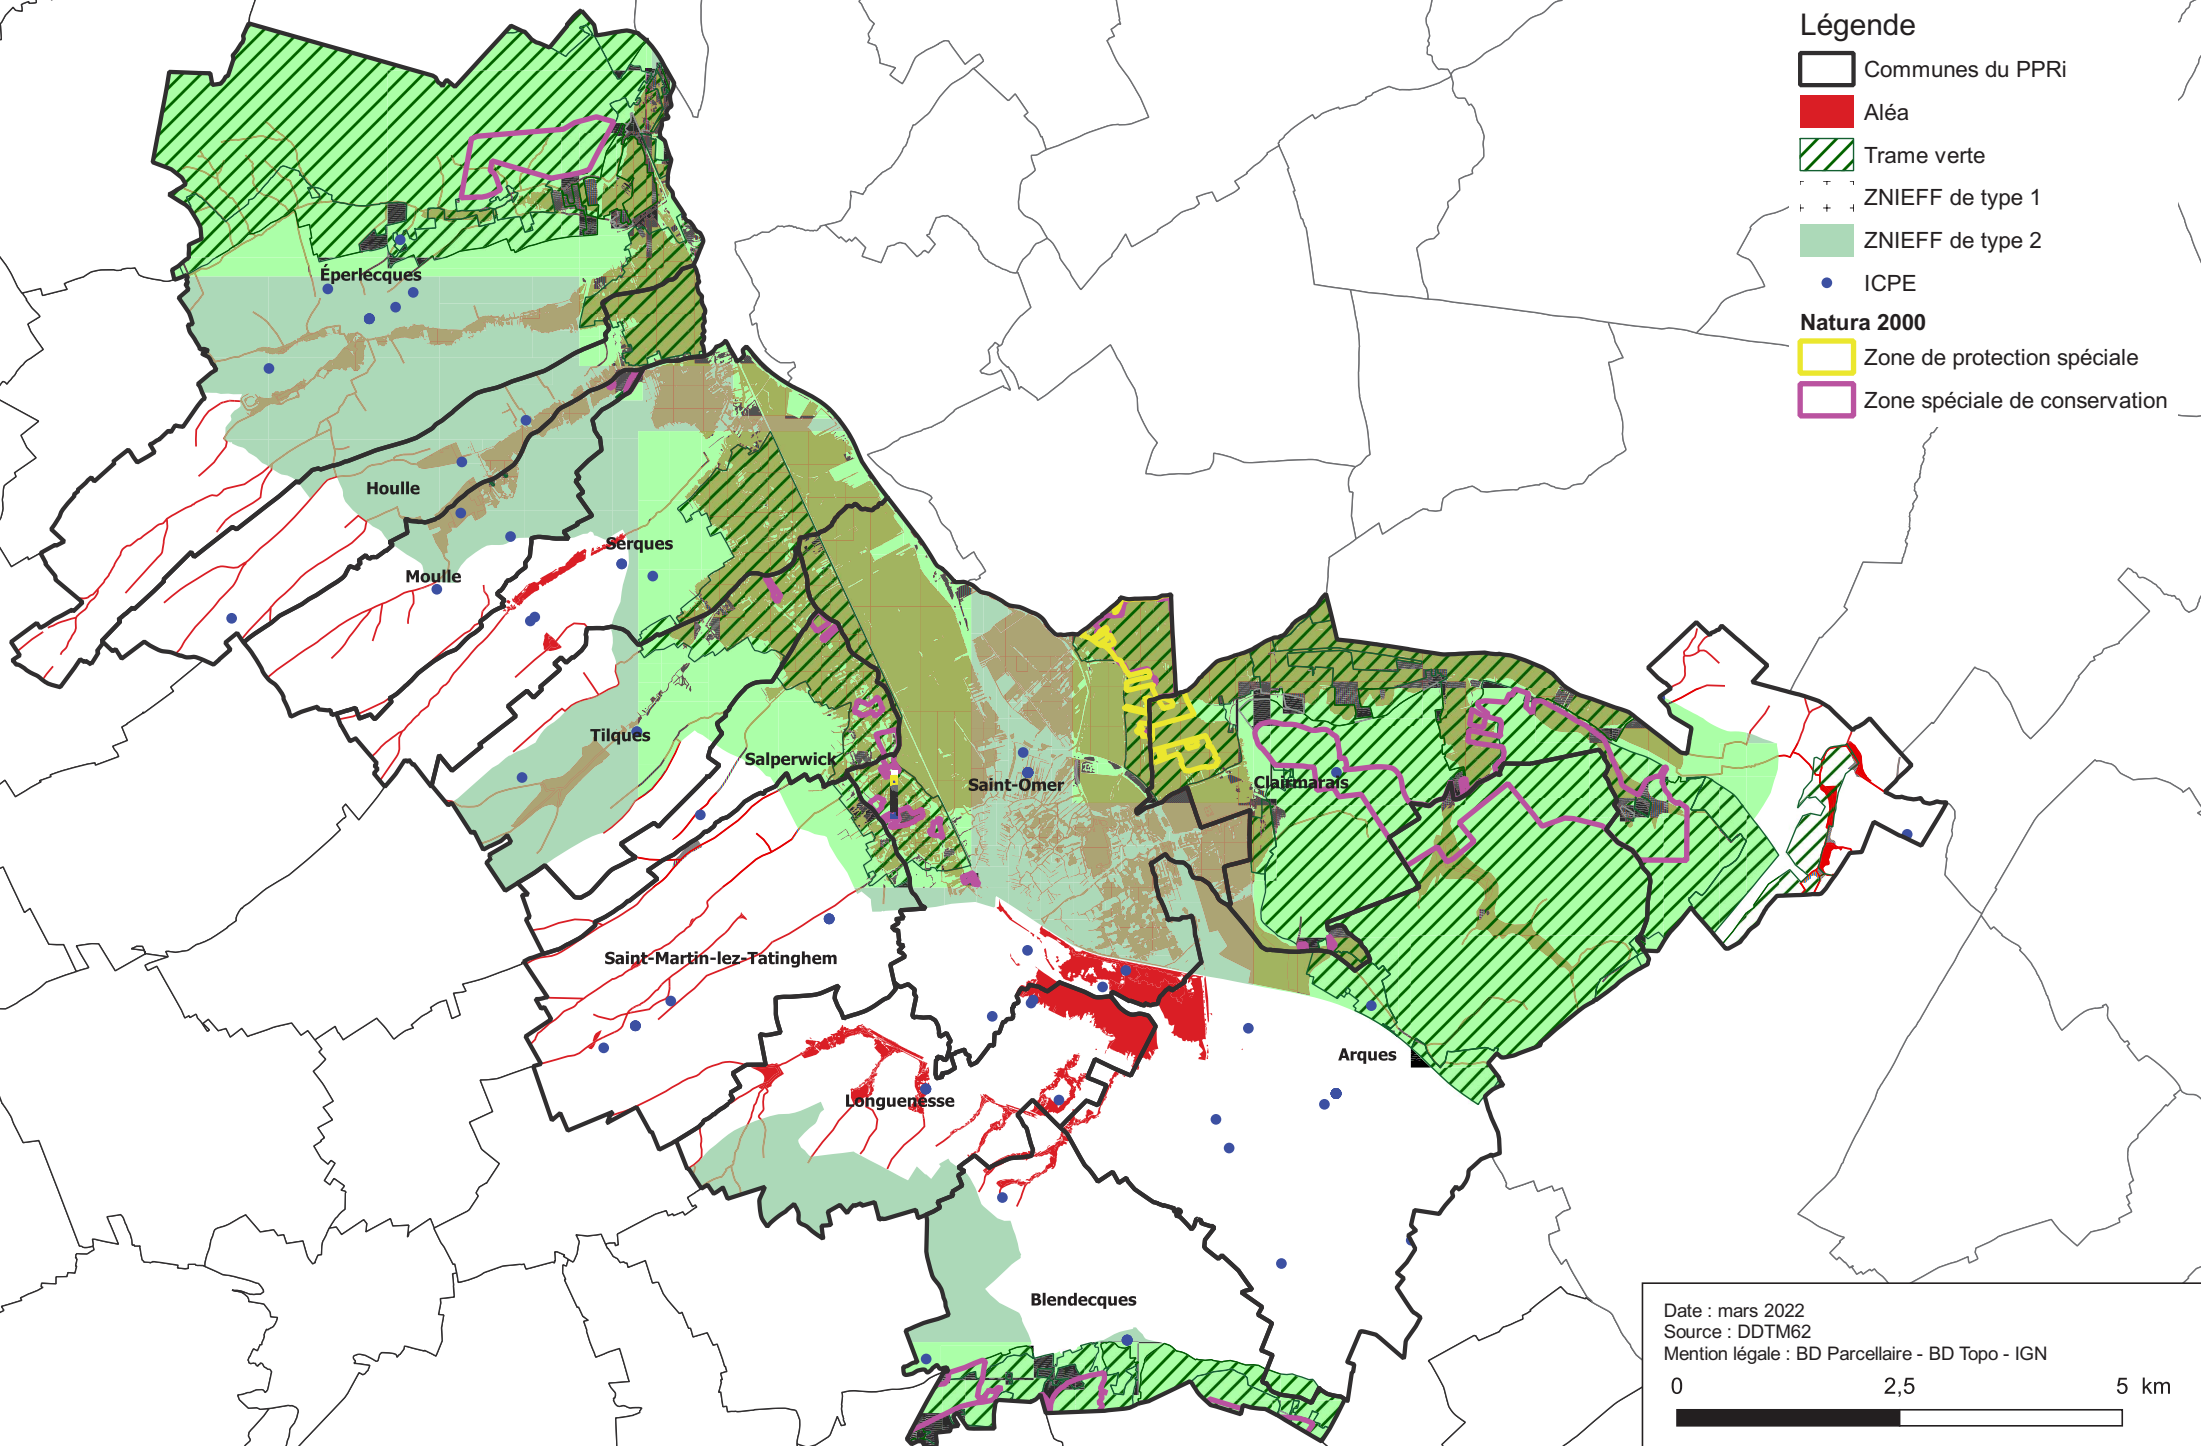 Légende
Communes du PPRi
Aléa
Trame verte
ZNIEFF de type 1
ZNIEFF de type 2
ICPE
Natura 2000
Zone de protection spéciale
Zone spéciale de conservation
Éperlecques
Houlle
Serques
Moulle
Tilques
Salperwick
Saint-Omer
Clairmarais
Saint-Martin-lez-Tatinghem
Arques
Longuenesse
Blendecques
Date : mars 2022
Source : DDTM62
Mention légale : BD Parcellaire - BD Topo - IGN
0 2,5 5 km